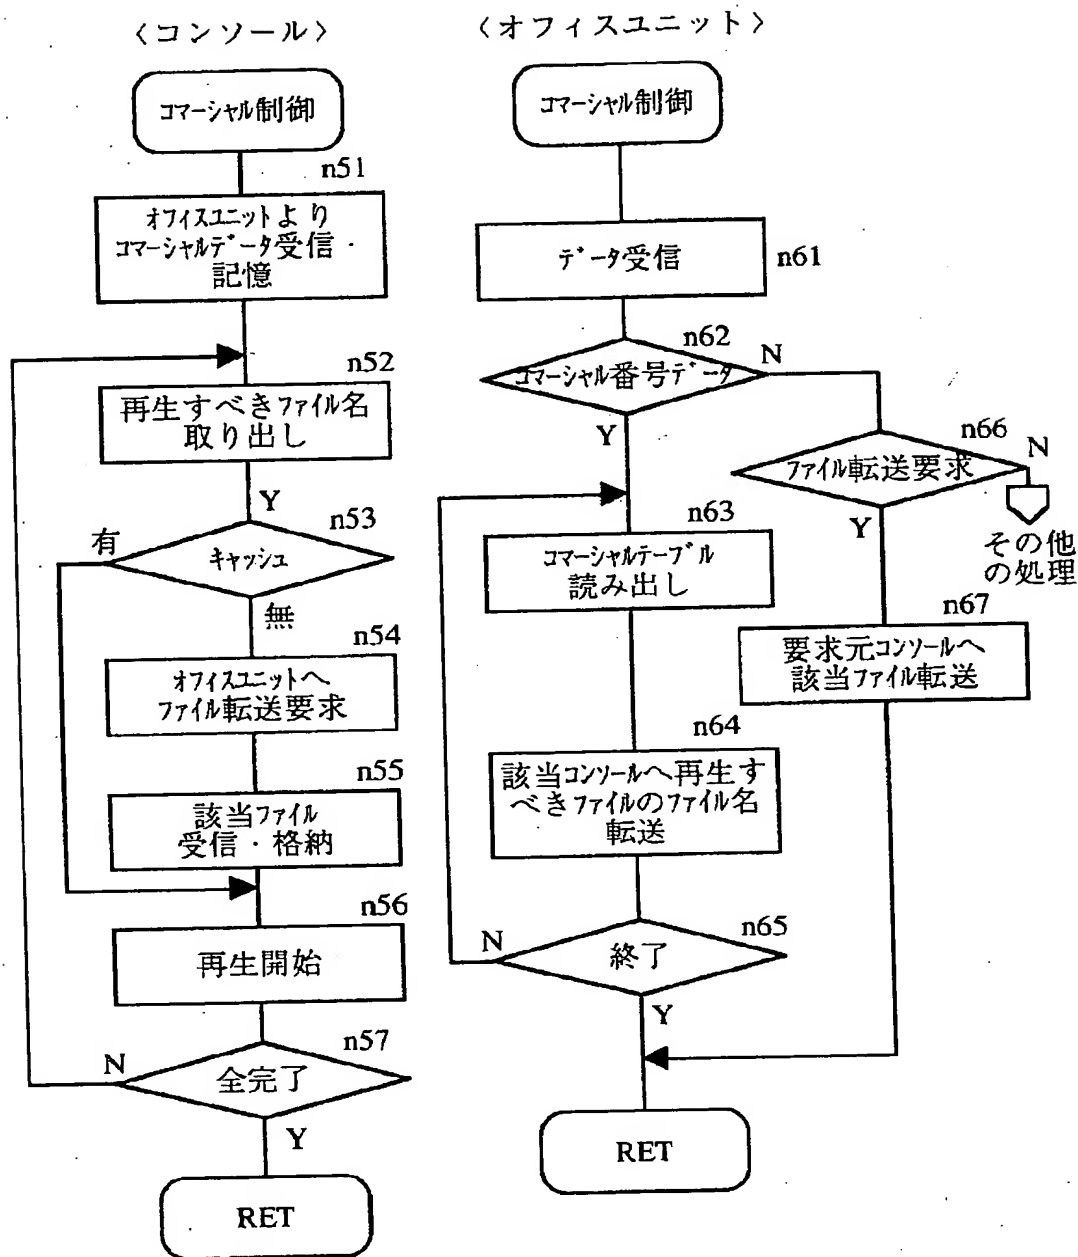 〈コンソール〉
コマーシャル制御
n51
オフィスユニットより
コマーシャルデータ受信・
記憶
n52
再生すべきファイル名
取り出し
Y
n53
有
キャッシュ
無
n54
オフィスユニットへ
ファイル転送要求
n55
該当ファイル
受信・格納
n56
再生開始
n57
N
全完了
Y
RET
〈オフィスユニット〉
コマーシャル制御
データ受信
n61
n62
コマーシャル番号データ
N
Y
n63
コマーシャルテーブル
読み出し
n64
該当コンソールへ再生す
べきファイルのファイル名
転送
n65
N
終了
Y
RET
n66
ファイル転送要求
N
Y
その他
の処理
n67
要求元コンソールへ
該当ファイル転送